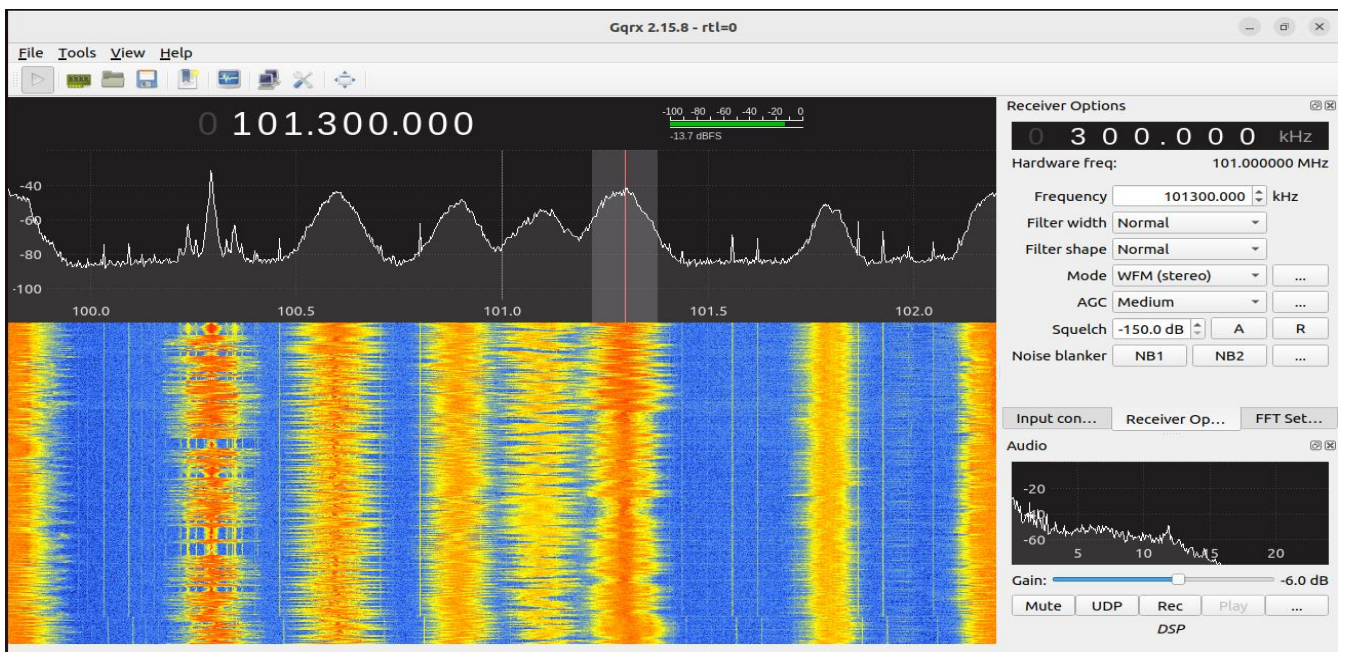 Gqrx 2.15.8 - rtl=0
File Tools View Help
0 101.300.000
-100 -80 -60 -40 -20 0
-13.7 dBFS
-40
-60
-80
-100
100.0 100.5 101.0 101.5 102.0
Receiver Options
0 300.000 kHz
Hardware freq: 101.000000 MHz
Frequency 101300.000 kHz
Filter width Normal
Filter shape Normal
Mode WFM (stereo) ...
AGC Medium ...
Squelch -150.0 dB A R
Noise blanker NB1 NB2 ...
Input con... Receiver Op... FFT Set...
Audio
-20
-40
-60
5 10 15 20
Gain: -6.0 dB
Mute UDP Rec Play ...
DSP